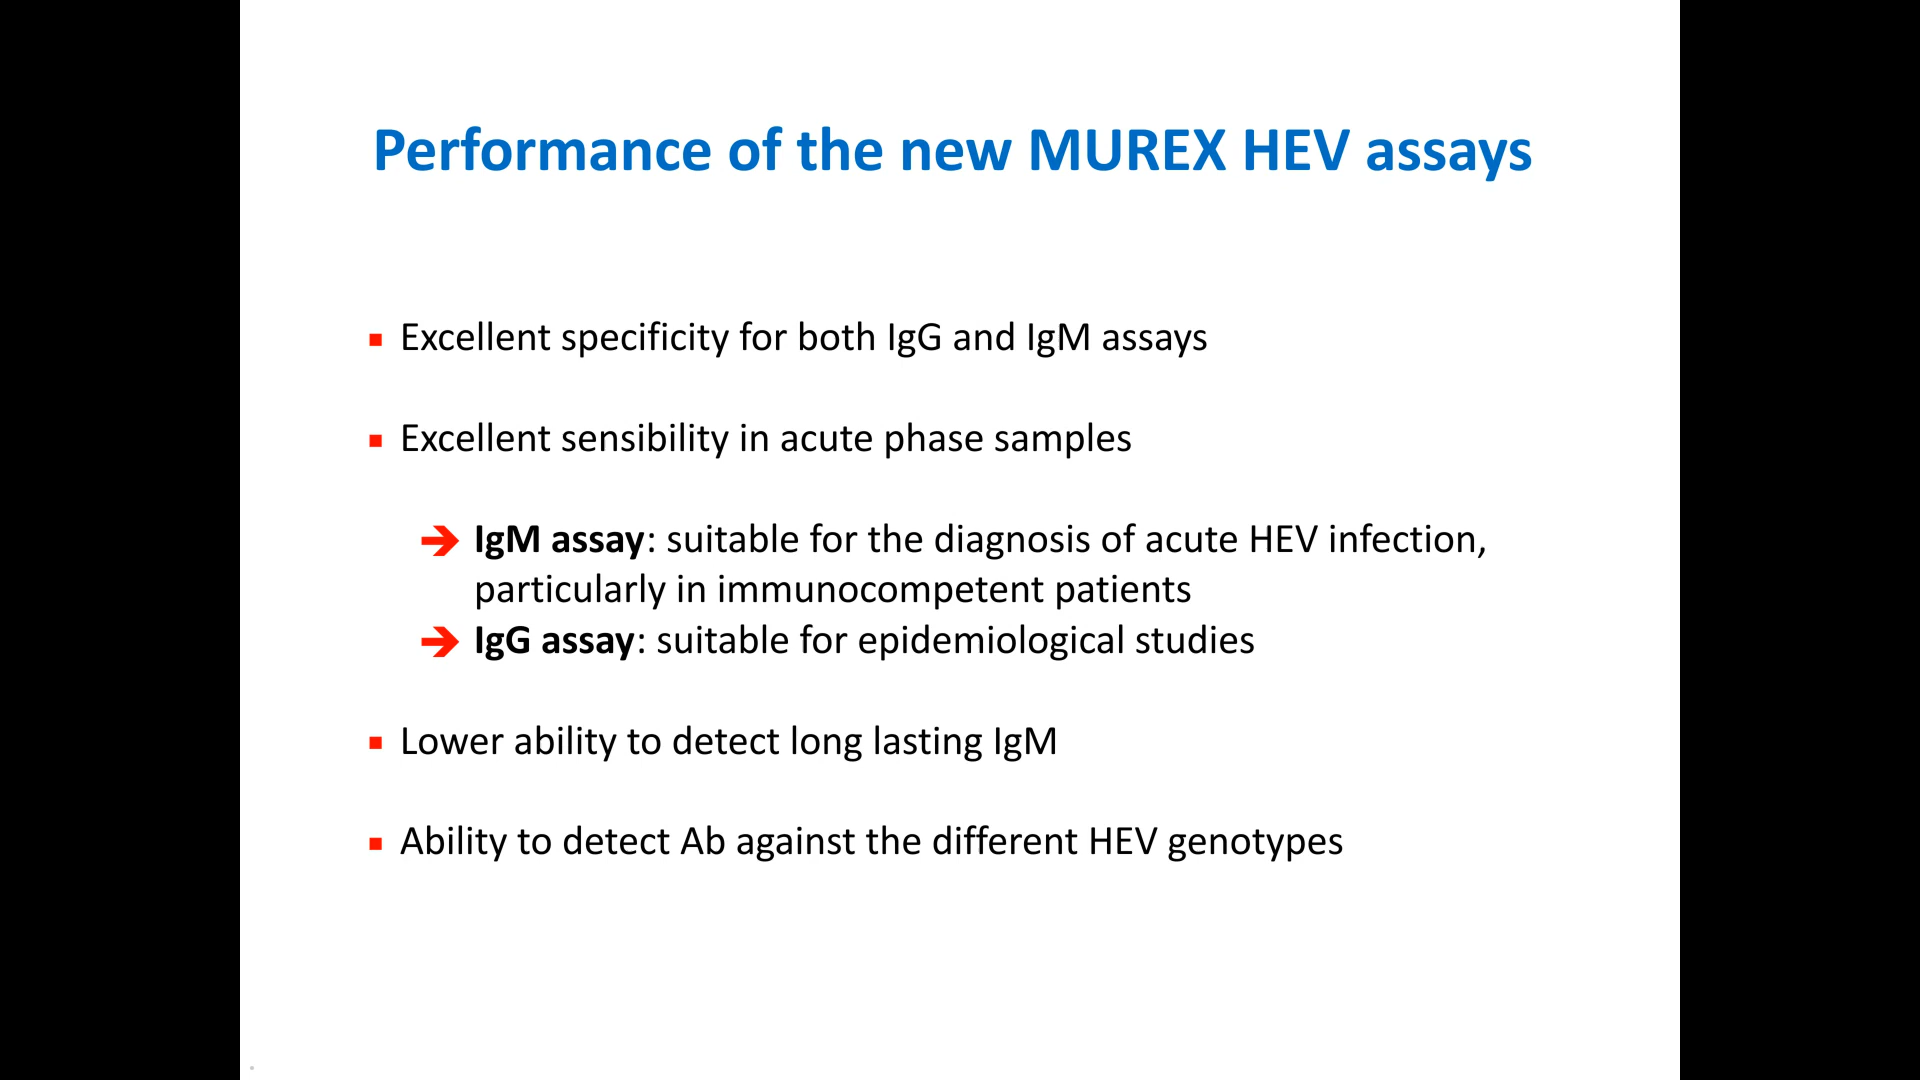 Performance of the new MUREX HEV assays
▪ Excellent specificity for both IgG and IgM assays
▪ Excellent sensibility in acute phase samples
➔ IgM assay: suitable for the diagnosis of acute HEV infection,
particularly in immunocompetent patients
➔ IgG assay: suitable for epidemiological studies
▪ Lower ability to detect long lasting IgM
▪ Ability to detect Ab against the different HEV genotypes